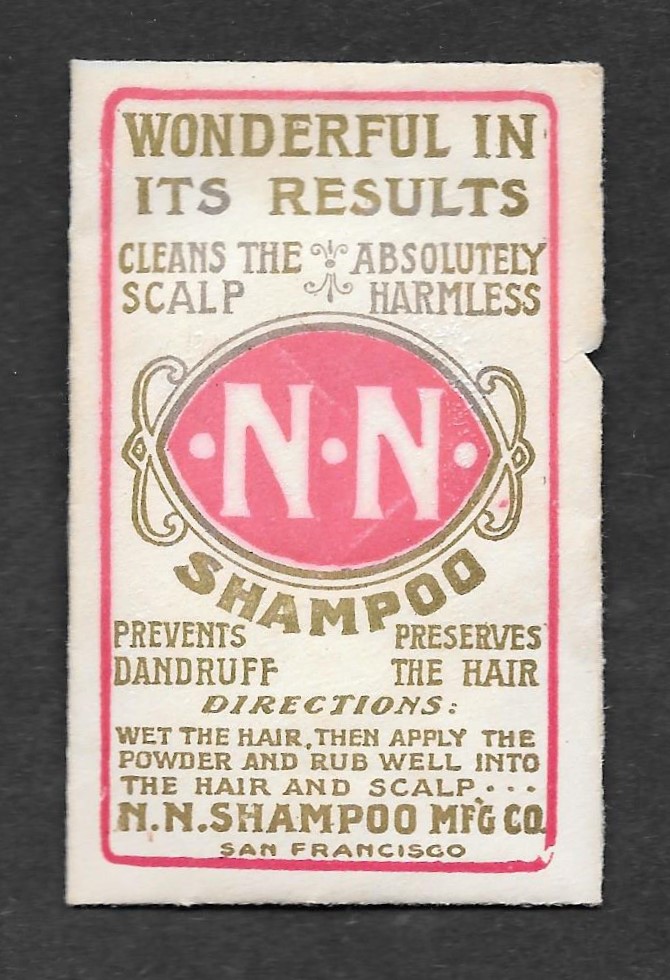 WONDERFUL IN
ITS RESULTS
CLEANS THE ABSOLUTELY
SCALP HARMLESS
·N·N·
SHAMPOO
PREVENTS PRESERVES
DANDRUFF THE HAIR
DIRECTIONS:
WET THE HAIR, THEN APPLY THE
POWDER AND RUB WELL INTO
THE HAIR AND SCALP...
N.N. SHAMPOO MF'G CO.
SAN FRANCISCO